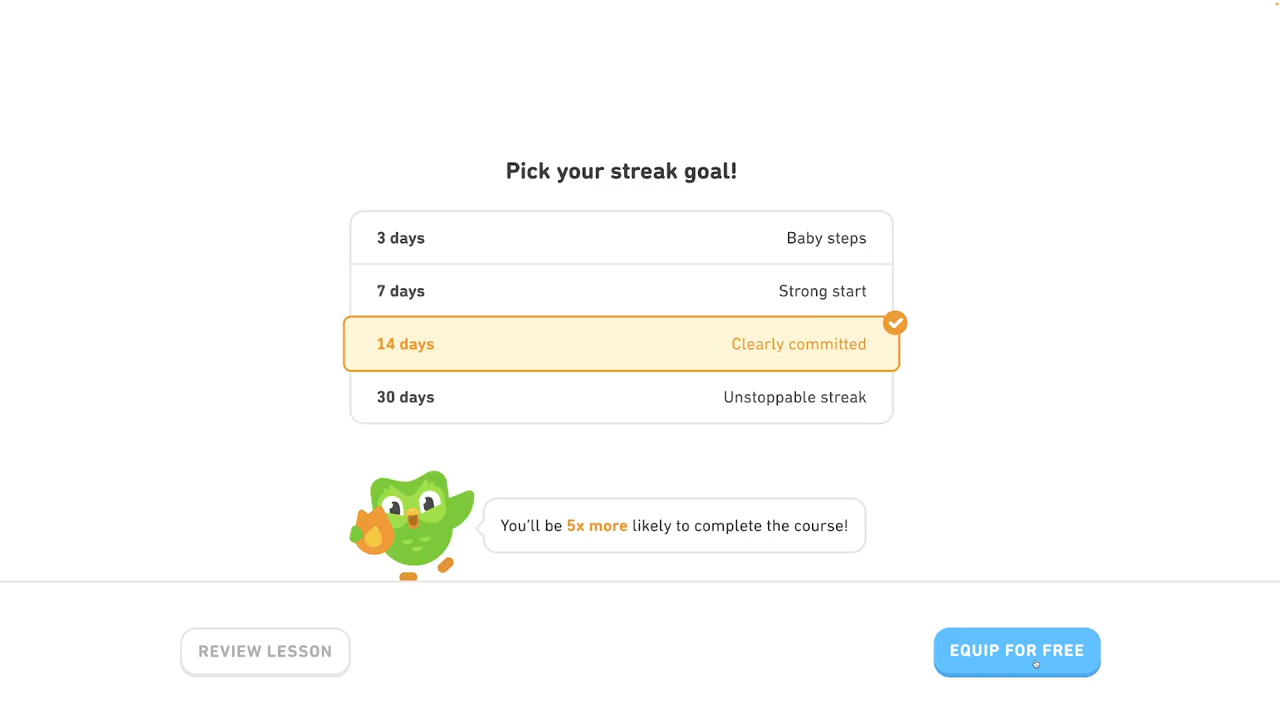 Pick your streak goal!
3 days Baby steps
7 days Strong start
14 days Clearly committed
30 days Unstoppable streak
You'll be 5x more likely to complete the course!
REVIEW LESSON EQUIP FOR FREE